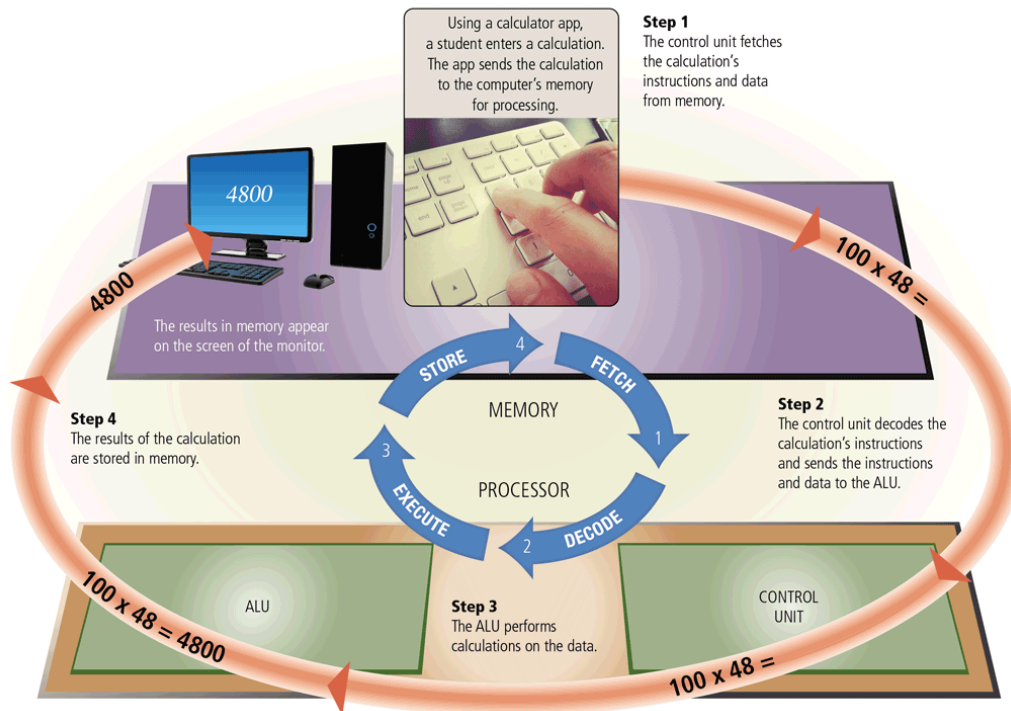 Using a calculator app,
a student enters a calculation.
The app sends the calculation
to the computer's memory
for processing.
Step 1
The control unit fetches
the calculation's
instructions and data
from memory.
4800
100 x 48 =
4800
The results in memory appear
on the screen of the monitor.
STORE
4
FETCH
1
MEMORY
Step 4
The results of the calculation
are stored in memory.
Step 2
The control unit decodes the
calculation's instructions
and sends the instructions
and data to the ALU.
3
EXECUTE
PROCESSOR
2
DECODE
ALU
CONTROL
UNIT
Step 3
The ALU performs
calculations on the data.
100 x 48 = 4800
100 x 48 =